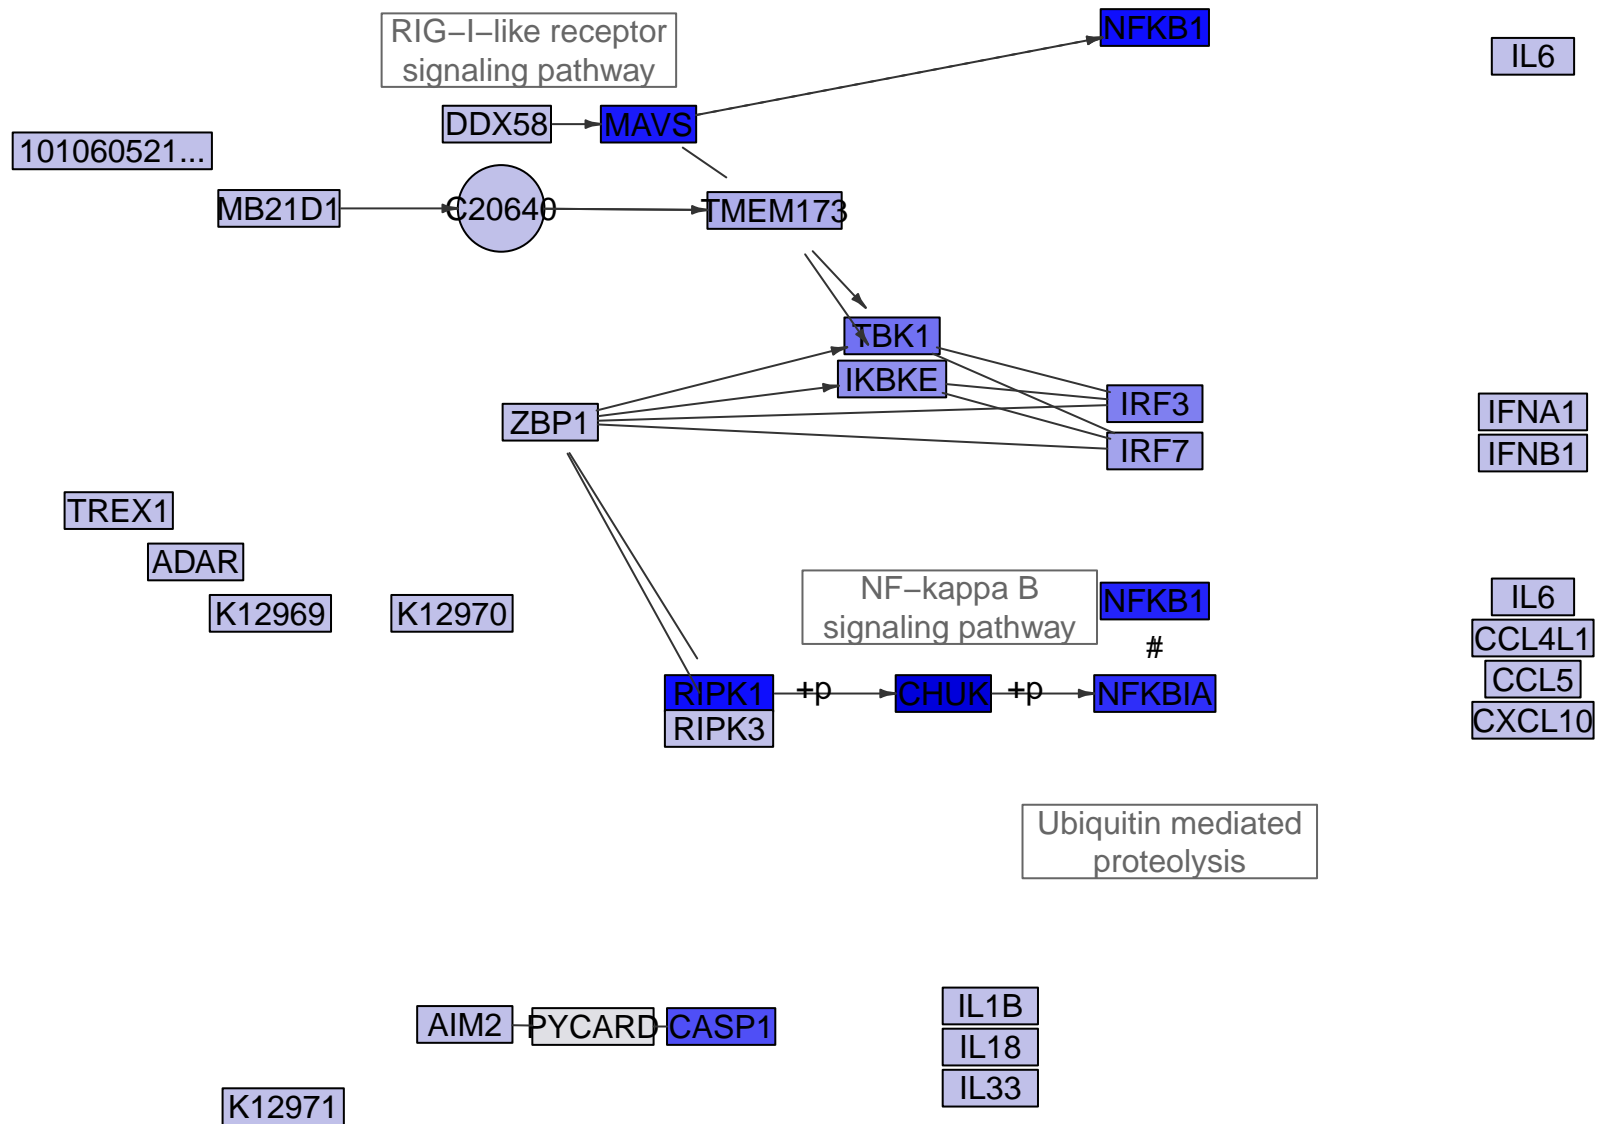 RIG−I−like receptor
signaling pathway
NFKB1
IL6
DDX58
MAVS
101060521...
MB21D1
C20640
TMEM173
TBK1
IKBKE
IRF3
ZBP1
IRF7
IFNA1
IFNB1
TREX1
ADAR
K12969
K12970
NF−kappa B
signaling pathway
NFKB1
#
IL6
CCL4L1
CCL5
CXCL10
RIPK1
+p
CHUK
+p
NFKBIA
RIPK3
Ubiquitin mediated
proteolysis
AIM2
PYCARD
CASP1
IL1B
IL18
IL33
K12971